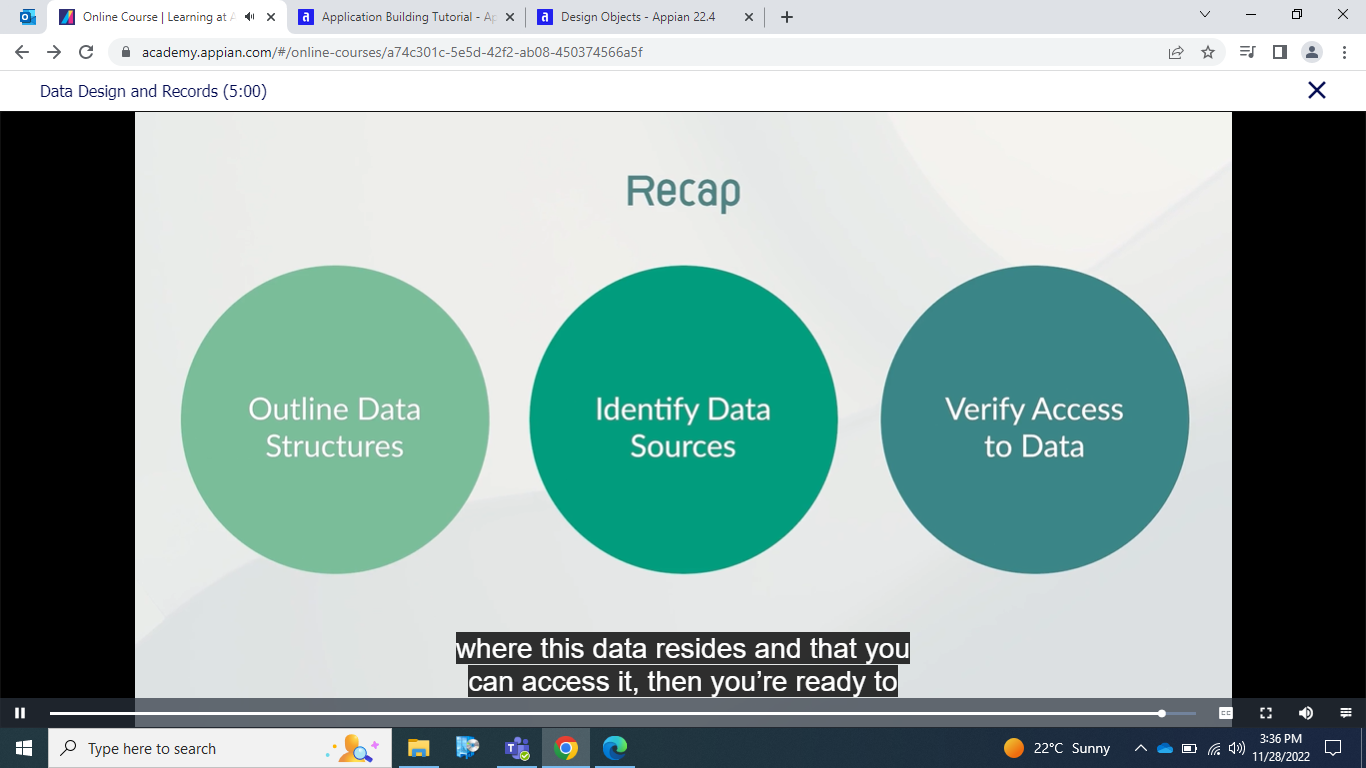 Online Course | Learning at A
Application Building Tutorial - Ap
Design Objects - Appian 22.4
academy.appian.com/#/online-courses/a74c301c-5e5d-42f2-ab08-450374566a5f
Data Design and Records (5:00)
Recap
Outline Data
Structures
Identify Data
Sources
Verify Access
to Data
where this data resides and that you
can access it, then you're ready to
CC
Type here to search
22°C Sunny
3:36 PM
11/28/2022